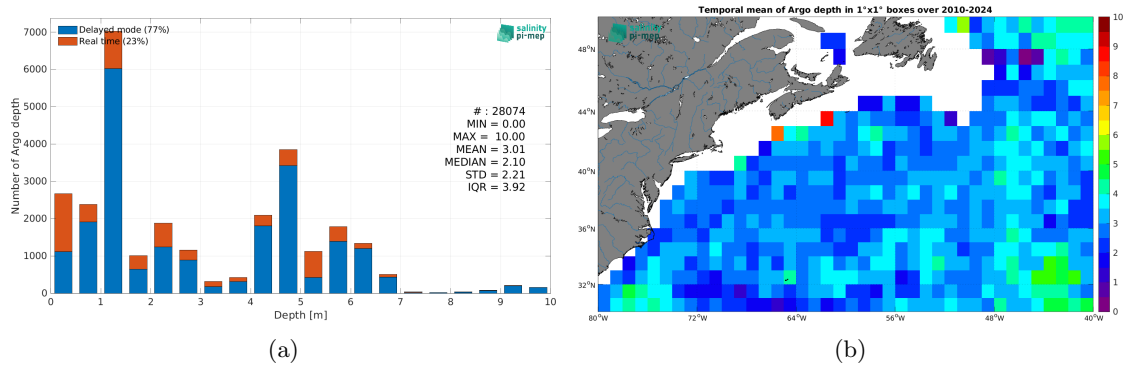 Delayed mode (77%)
Real time (23%)
salinity
pi-mep
7000
6000
5000
4000
3000
2000
1000
0
Number of Argo depth
# : 28074
MIN = 0.00
MAX = 10.00
MEAN = 3.01
MEDIAN = 2.10
STD = 2.21
IQR = 3.92
0 1 2 3 4 5 6 7 8 9 10
Depth [m]
(a)
Temporal mean of Argo depth in 1°x1° boxes over 2010-2024
salinity
pi-mep
48°N
44°N
40°N
36°N
32°N
80°W 72°W 64°W 56°W 48°W 40°W
10
9
8
7
6
5
4
3
2
1
0
(b)